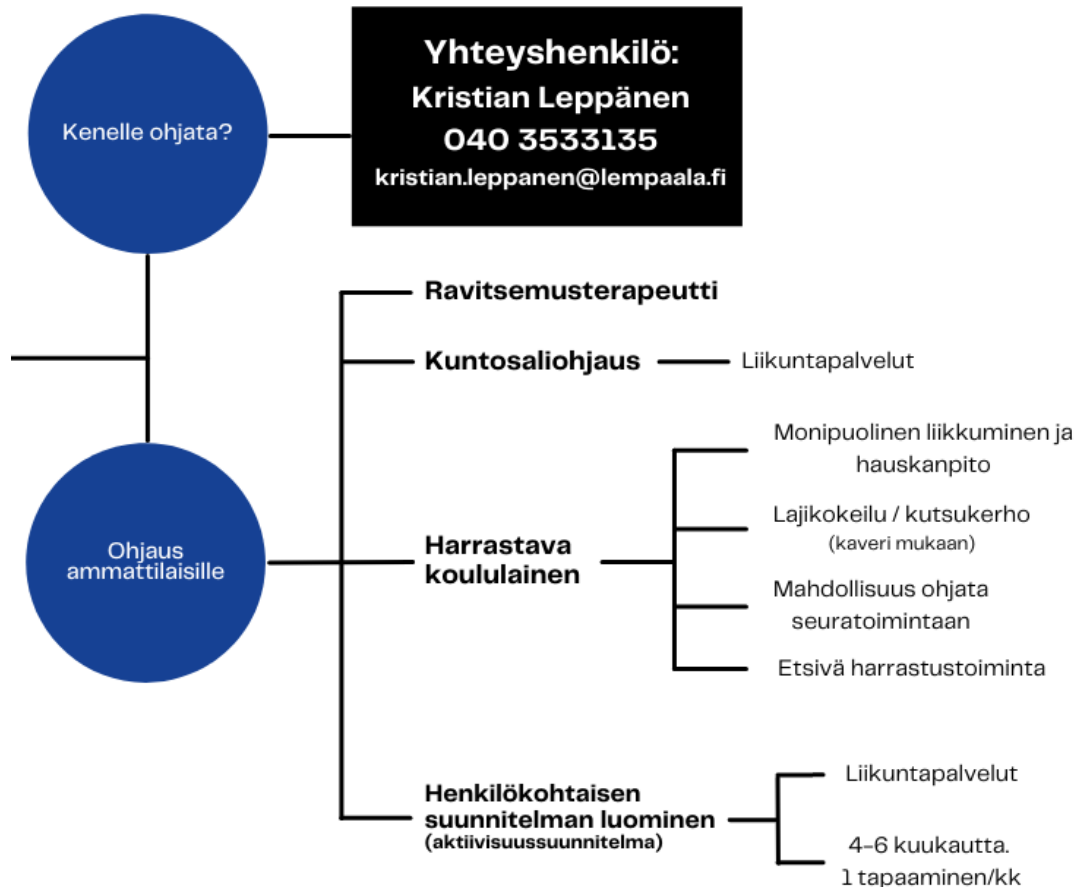 Kenelle ohjata?
Yhteyshenkilö:
Kristian Leppänen
040 3533135
kristian.leppanen@lempaala.fi
Ohjaus
ammattilaisille
Ravitsemusterapeutti
Kuntosaliohjaus
Liikuntapalvelut
Harrastava
koululainen
Monipuolinen liikkuminen ja
hauskanpito
Lajikokeilu / kutsukerho
(kaveri mukaan)
Mahdollisuus ohjata
seuratoimintaan
Etsivä harrastustoiminta
Henkilökohtaisen
suunnitelman luominen
(aktiivisuussuunnitelma)
Liikuntapalvelut
4-6 kuukautta.
1 tapaaminen/kk